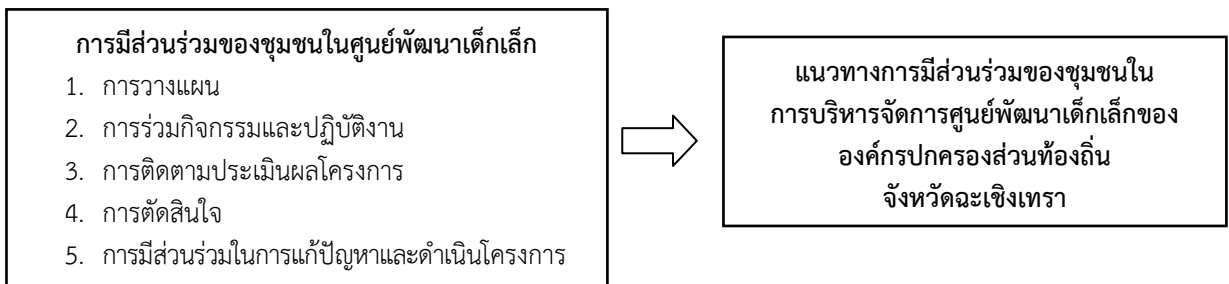 การมีส่วนร่วมของชุมชนในศูนย์พัฒนาเด็กเล็ก
1. การวางแผน
2. การร่วมกิจกรรมและปฏิบัติงาน
3. การติดตามประเมินผลโครงการ
4. การตัดสินใจ
5. การมีส่วนร่วมในการแก้ปัญหาและดำเนินโครงการ
แนวทางการมีส่วนร่วมของชุมชนใน
การบริหารจัดการศูนย์พัฒนาเด็กเล็กของ
องค์กรปกครองส่วนท้องถิ่น
จังหวัดฉะเชิงเทรา